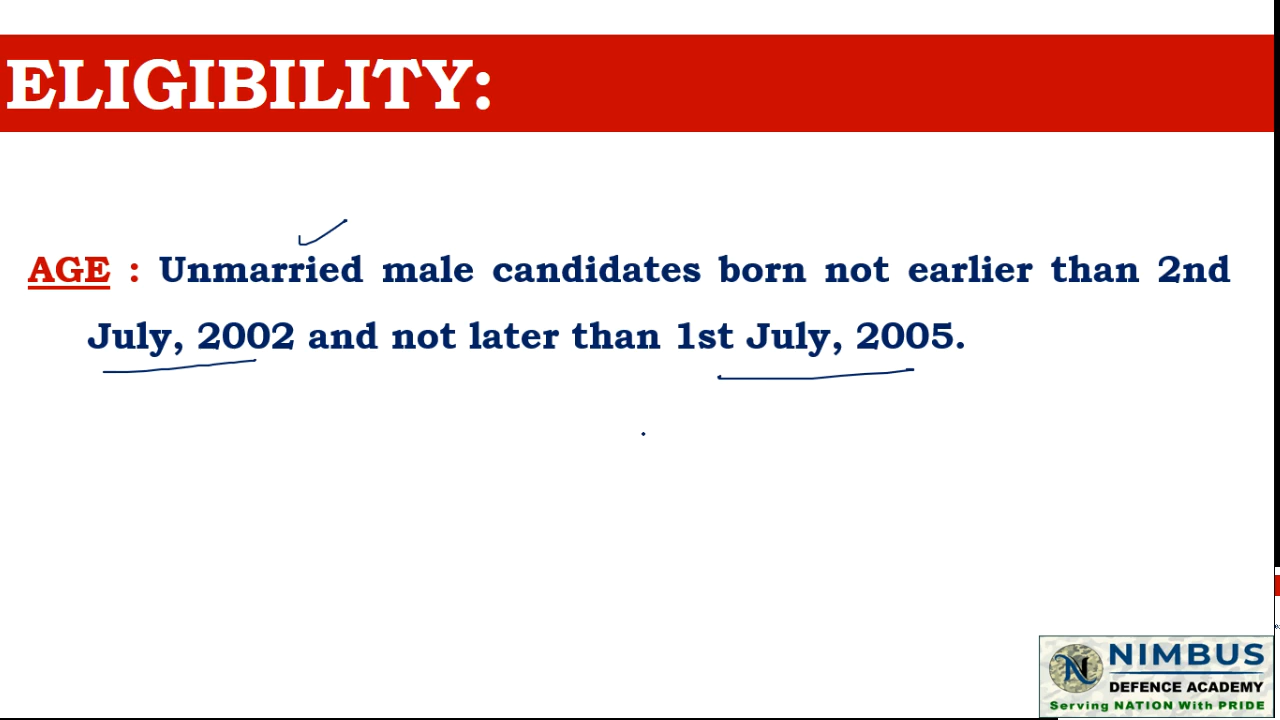 ELIGIBILITY:
AGE : Unmarried male candidates born not earlier than 2nd
July, 2002 and not later than 1st July, 2005.
N NIMBUS
DEFENCE ACADEMY
Serving NATION With PRIDE